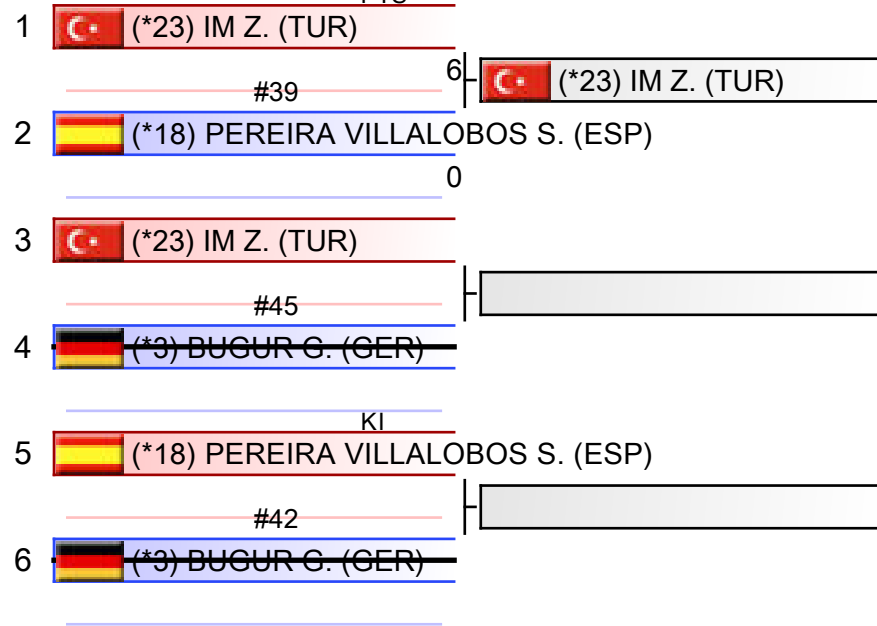 1 (*23) IM Z. (TUR)
6 (*23) IM Z. (TUR)
#39
2 (*18) PEREIRA VILLALOBOS S. (ESP)
0
3 (*23) IM Z. (TUR)
#45
4 (*3) BUGUR G. (GER)
KI
5 (*18) PEREIRA VILLALOBOS S. (ESP)
#42
6 (*3) BUGUR G. (GER)